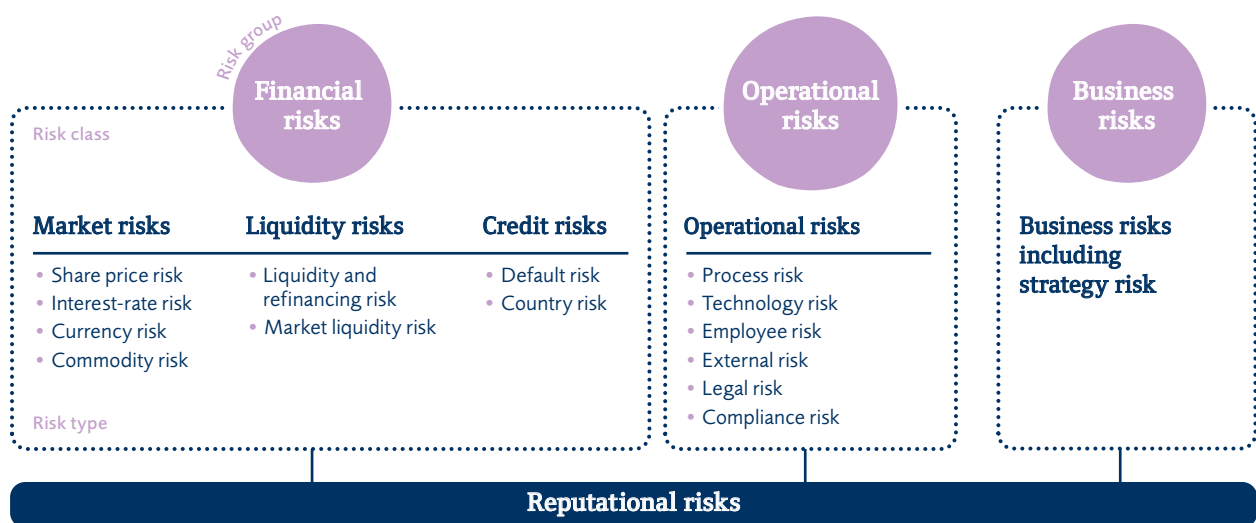 Risk group
Financial
risks
Operational
risks
Business
risks
Risk class
Market risks
• Share price risk
• Interest-rate risk
• Currency risk
• Commodity risk
Liquidity risks
• Liquidity and
refinancing risk
• Market liquidity risk
Credit risks
• Default risk
• Country risk
Operational risks
• Process risk
• Technology risk
• Employee risk
• External risk
• Legal risk
• Compliance risk
Business risks
including
strategy risk
Risk type
Reputational risks